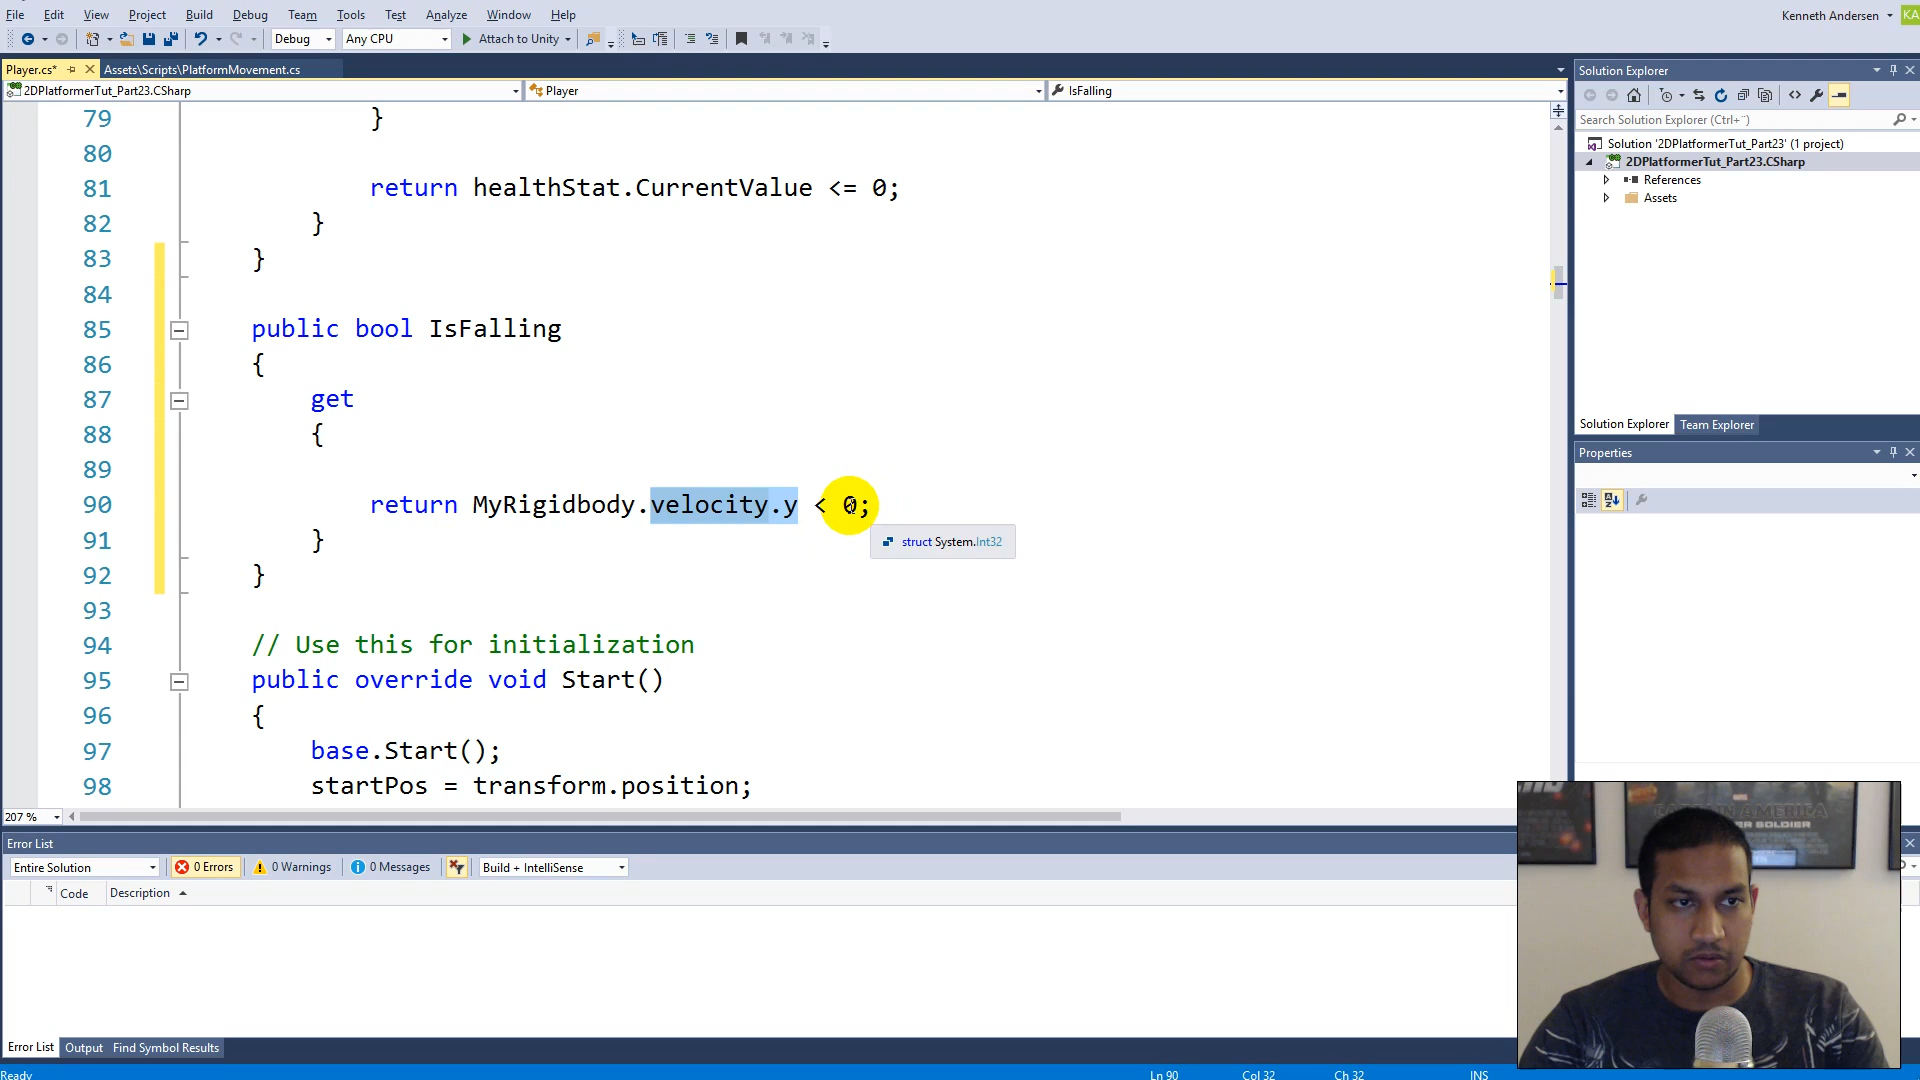 File Edit View Project Build Debug Team Tools Test Analyze Window Help Kenneth Andersen KA
Debug Any CPU Attach to Unity
Player.cs* Assets\Scripts\PlatformMovement.cs
2DPlatformerTut_Part23.CSharp Player IsFalling
79 }
80
81 return healthStat.CurrentValue <= 0;
82 }
83 }
84
85 public bool IsFalling
86 {
87 get
88 {
89
90 return MyRigidbody.velocity.y < 0;
struct System.Int32
91 }
92 }
93
94 // Use this for initialization
95 public override void Start()
96 {
97 base.Start();
98 startPos = transform.position;
207 %
Solution Explorer
Search Solution Explorer (Ctrl+¨)
Solution '2DPlatformerTut_Part23' (1 project)
2DPlatformerTut_Part23.CSharp
References
Assets
Solution Explorer Team Explorer
Properties
Error List
Entire Solution 0 Errors 0 Warnings 0 Messages Build + IntelliSense
Code Description
CAPTAIN AMERICA
SOLDIER
Error List Output Find Symbol Results
Ready Ln 90 Col 32 Ch 32 INS